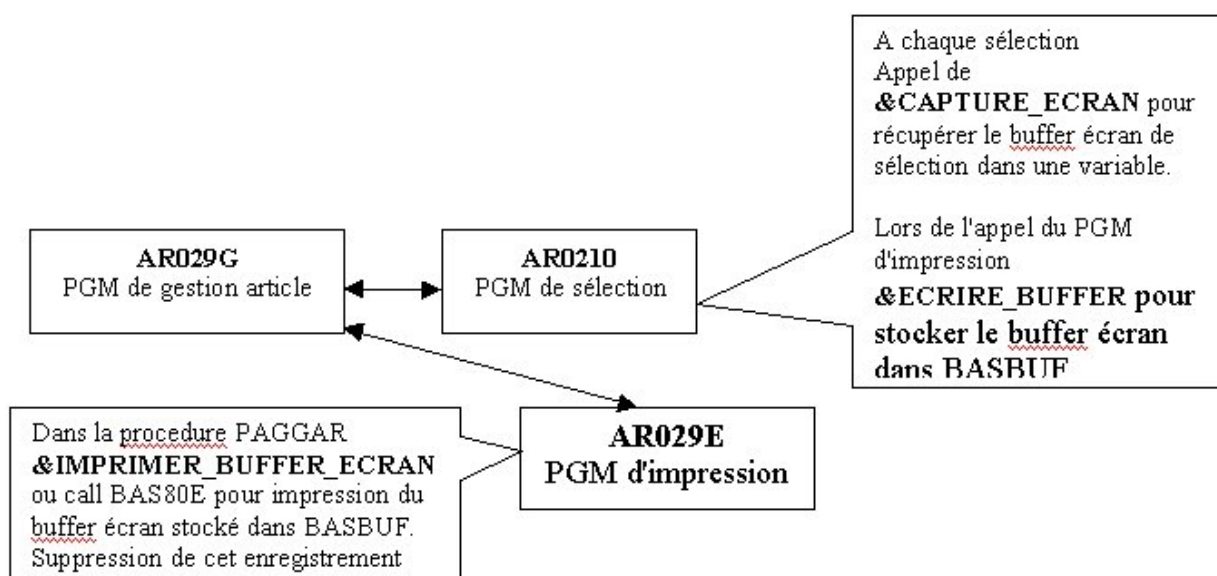 A chaque sélection
Appel de
&CAPTURE_ECRAN pour
récupérer le buffer écran de
sélection dans une variable.
Lors de l'appel du PGM
d'impression
&ECRIRE_BUFFER pour
stocker le buffer écran
dans BASBUF
AR029G
PGM de gestion article
AR0210
PGM de sélection
AR029E
PGM d'impression
Dans la procedure PAGGAR
&IMPRIMER_BUFFER_ECRAN
ou call BAS80E pour impression du
buffer écran stocké dans BASBUF.
Suppression de cet enregistrement